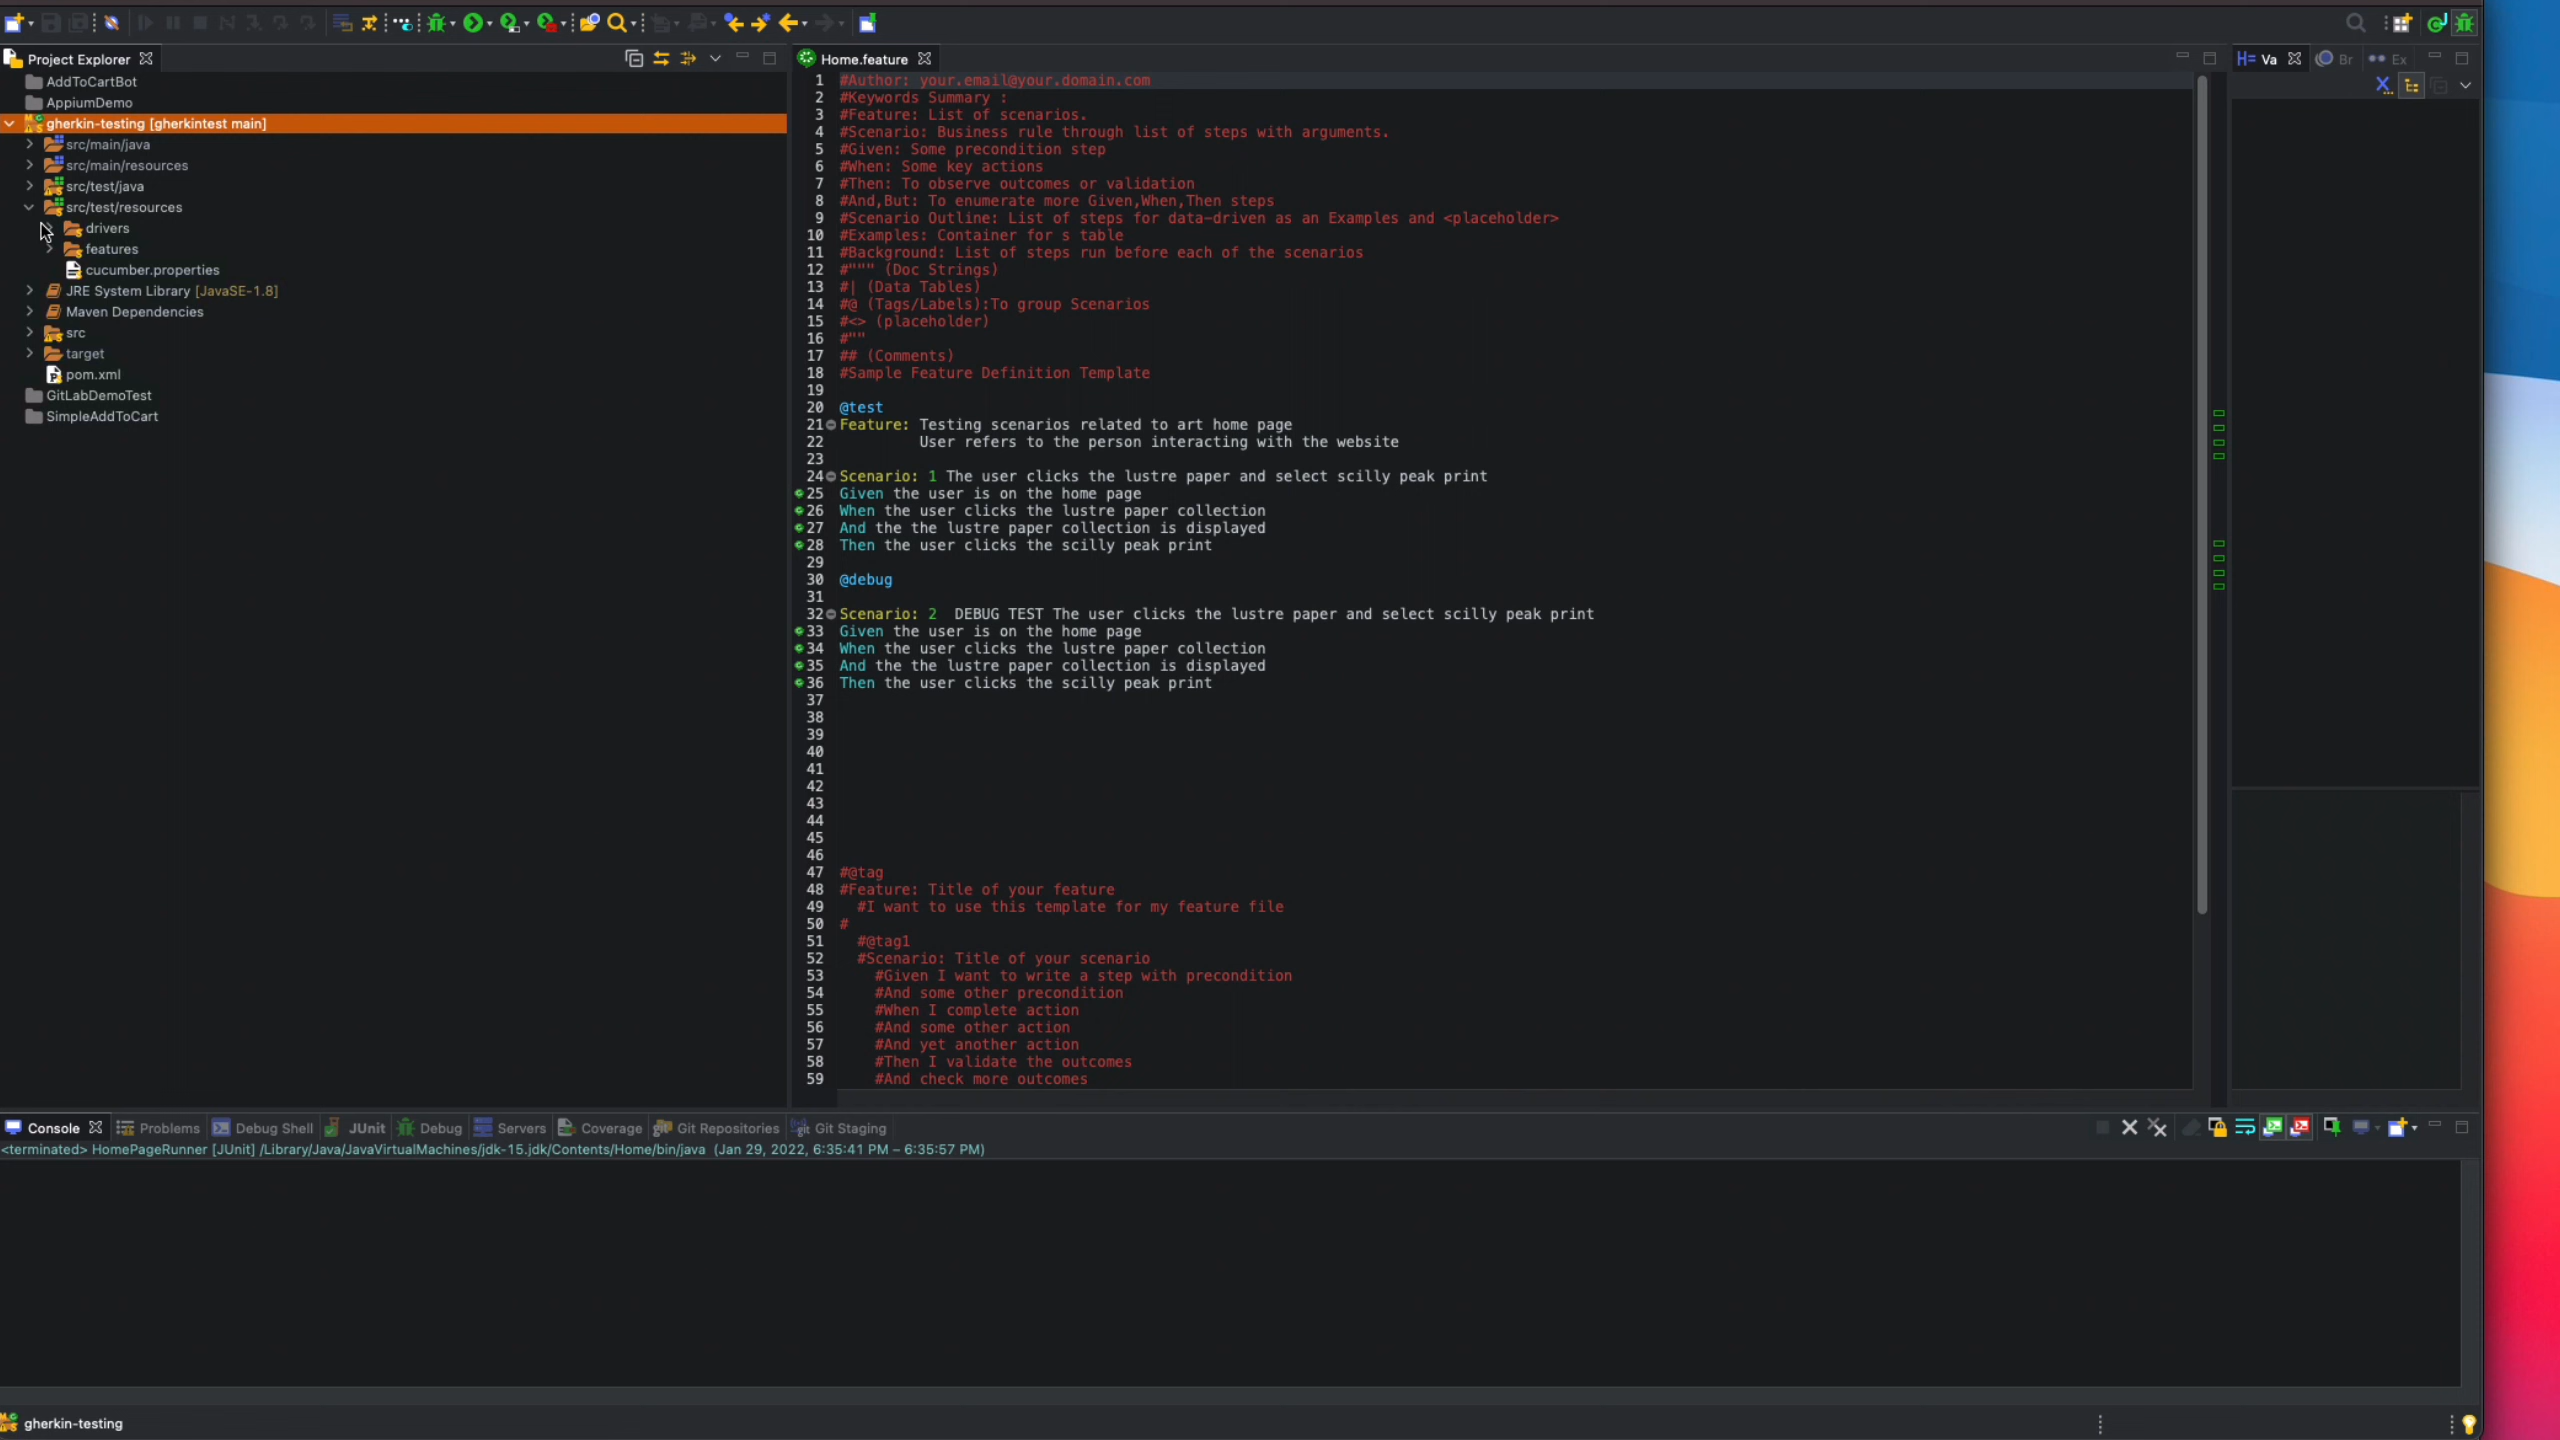 Project Explorer
AddToCartBot
AppiumDemo
gherkin-testing [gherkintest main]
src/main/java
src/main/resources
src/test/java
src/test/resources
drivers
features
cucumber.properties
JRE System Library [JavaSE-1.8]
Maven Dependencies
src
target
pom.xml
GitLabDemoTest
SimpleAddToCart
Home.feature
1 #Author: your.email@your.domain.com
2 #Keywords Summary :
3 #Feature: List of scenarios.
4 #Scenario: Business rule through list of steps with arguments.
5 #Given: Some precondition step
6 #When: Some key actions
7 #Then: To observe outcomes or validation
8 #And,But: To enumerate more Given,When,Then steps
9 #Scenario Outline: List of steps for data-driven as an Examples and <placeholder>
10 #Examples: Container for s table
11 #Background: List of steps run before each of the scenarios
12 #""" (Doc Strings)
13 #| (Data Tables)
14 #@ (Tags/Labels):To group Scenarios
15 #<> (placeholder)
16 #""
17 ## (Comments)
18 #Sample Feature Definition Template
19
20 @test
21 Feature: Testing scenarios related to art home page
22 User refers to the person interacting with the website
23
24 Scenario: 1 The user clicks the lustre paper and select scilly peak print
25 Given the user is on the home page
26 When the user clicks the lustre paper collection
27 And the the lustre paper collection is displayed
28 Then the user clicks the scilly peak print
29
30 @debug
31
32 Scenario: 2  DEBUG TEST The user clicks the lustre paper and select scilly peak print
33 Given the user is on the home page
34 When the user clicks the lustre paper collection
35 And the the lustre paper collection is displayed
36 Then the user clicks the scilly peak print
37
38
39
40
41
42
43
44
45
46
47 #@tag
48 #Feature: Title of your feature
49 #I want to use this template for my feature file
50 #
51 #@tag1
52 #Scenario: Title of your scenario
53 #Given I want to write a step with precondition
54 #And some other precondition
55 #When I complete action
56 #And some other action
57 #And yet another action
58 #Then I validate the outcomes
59 #And check more outcomes
Va Br Ex
Console Problems Debug Shell JUnit Debug Servers Coverage Git Repositories Git Staging
<terminated> HomePageRunner [JUnit] /Library/Java/JavaVirtualMachines/jdk-15.jdk/Contents/Home/bin/java (Jan 29, 2022, 6:35:41 PM – 6:35:57 PM)
gherkin-testing